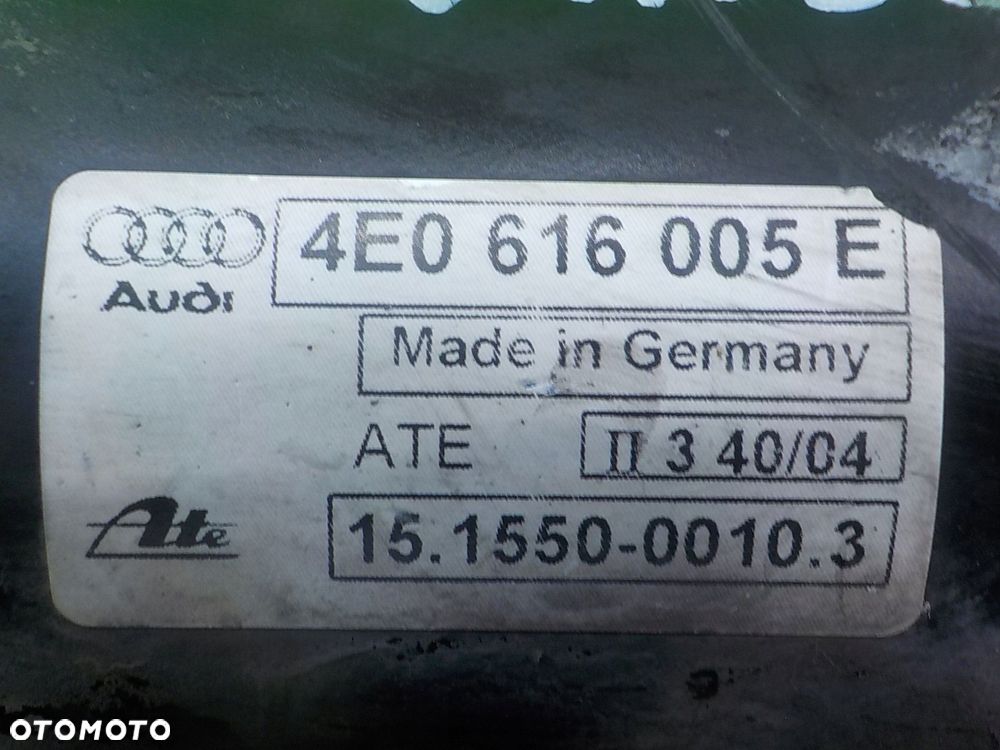 4E0 616 005 E
Audi
Made in Germany
ATE
II 3 40/04
Ate
15.1550-0010.3
OTOMOTO